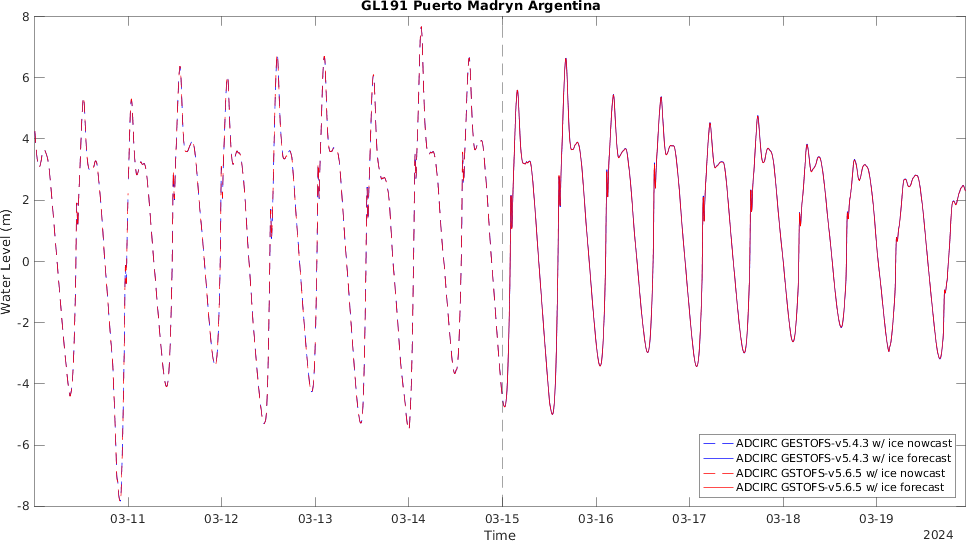 GL191 Puerto Madryn Argentina
8
6
4
2
0
-2
-4
-6
-8
Water Level (m)
03-11 03-12 03-13 03-14 03-15 03-16 03-17 03-18 03-19
Time
2024
ADCIRC GESTOFS-v5.4.3 w/ ice nowcast
ADCIRC GESTOFS-v5.4.3 w/ ice forecast
ADCIRC GSTOFS-v5.6.5 w/ ice nowcast
ADCIRC GSTOFS-v5.6.5 w/ ice forecast